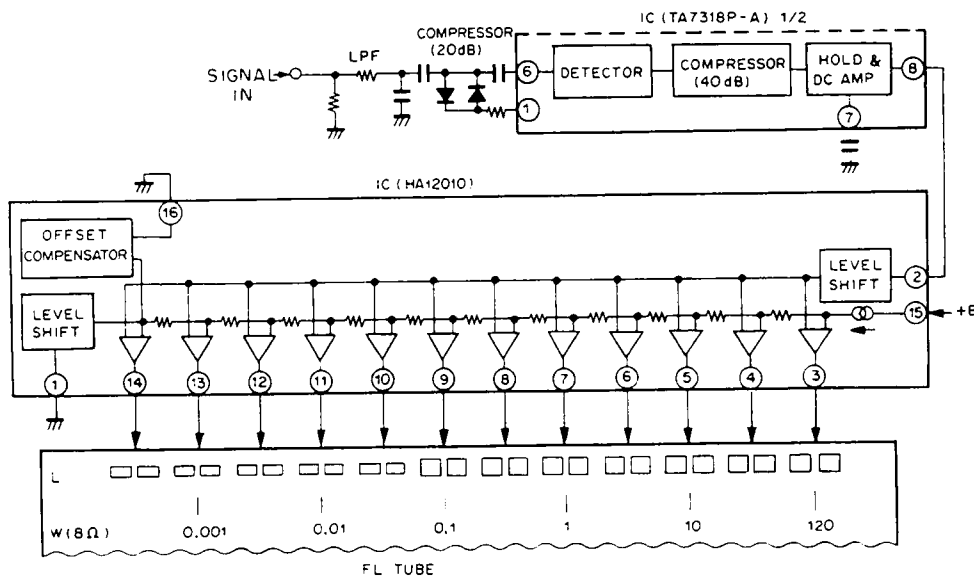 IC (TA7318P-A) 1/2
COMPRESSOR
(20dB)
LPF
SIGNAL
IN
6
DETECTOR
COMPRESSOR
(40dB)
HOLD &
DC AMP
8
1
7
IC (HA12010)
16
OFFSET
COMPENSATOR
LEVEL
SHIFT
2
LEVEL
SHIFT
15
+B
1
14
13
12
11
10
9
8
7
6
5
4
3
L
W(8Ω)
0.001
0.01
0.1
1
10
120
FL TUBE